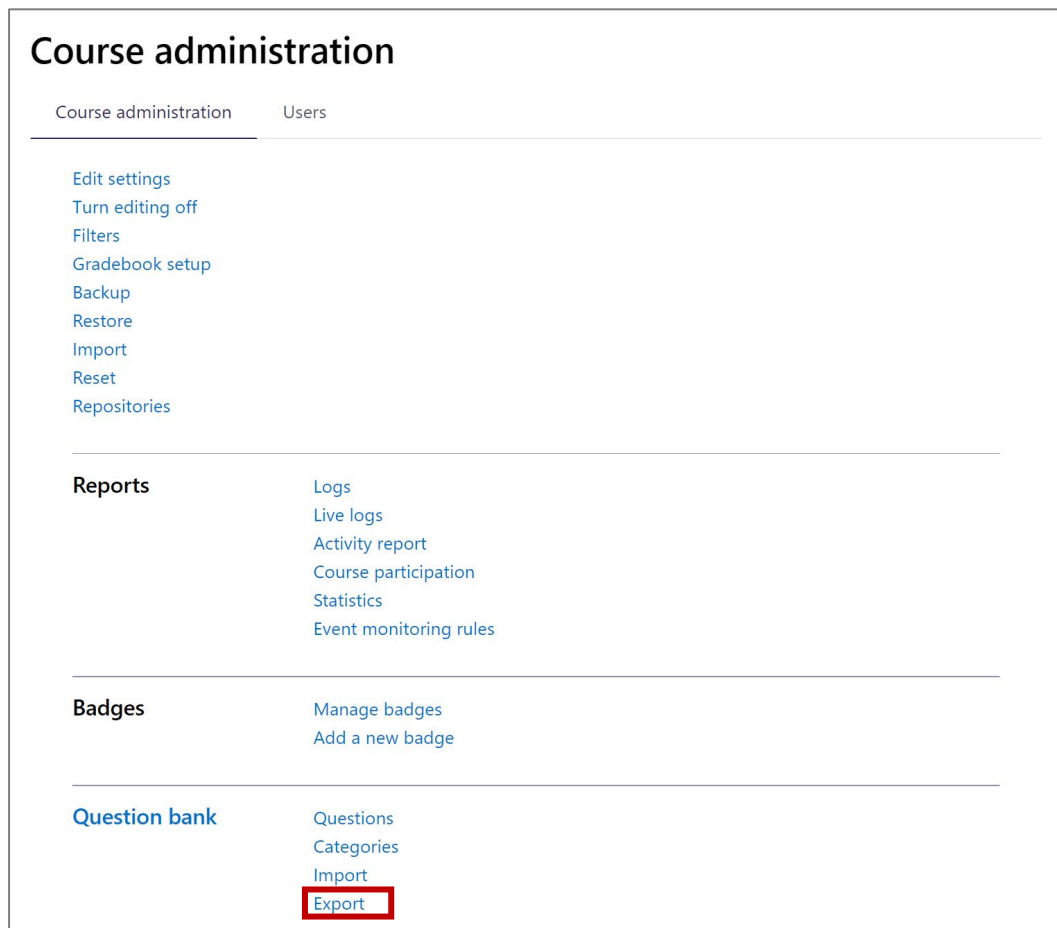 Course administration
Course administration Users
Edit settings
Turn editing off
Filters
Gradebook setup
Backup
Restore
Import
Reset
Repositories
Reports Logs
Live logs
Activity report
Course participation
Statistics
Event monitoring rules
Badges Manage badges
Add a new badge
Question bank Questions
Categories
Import
Export